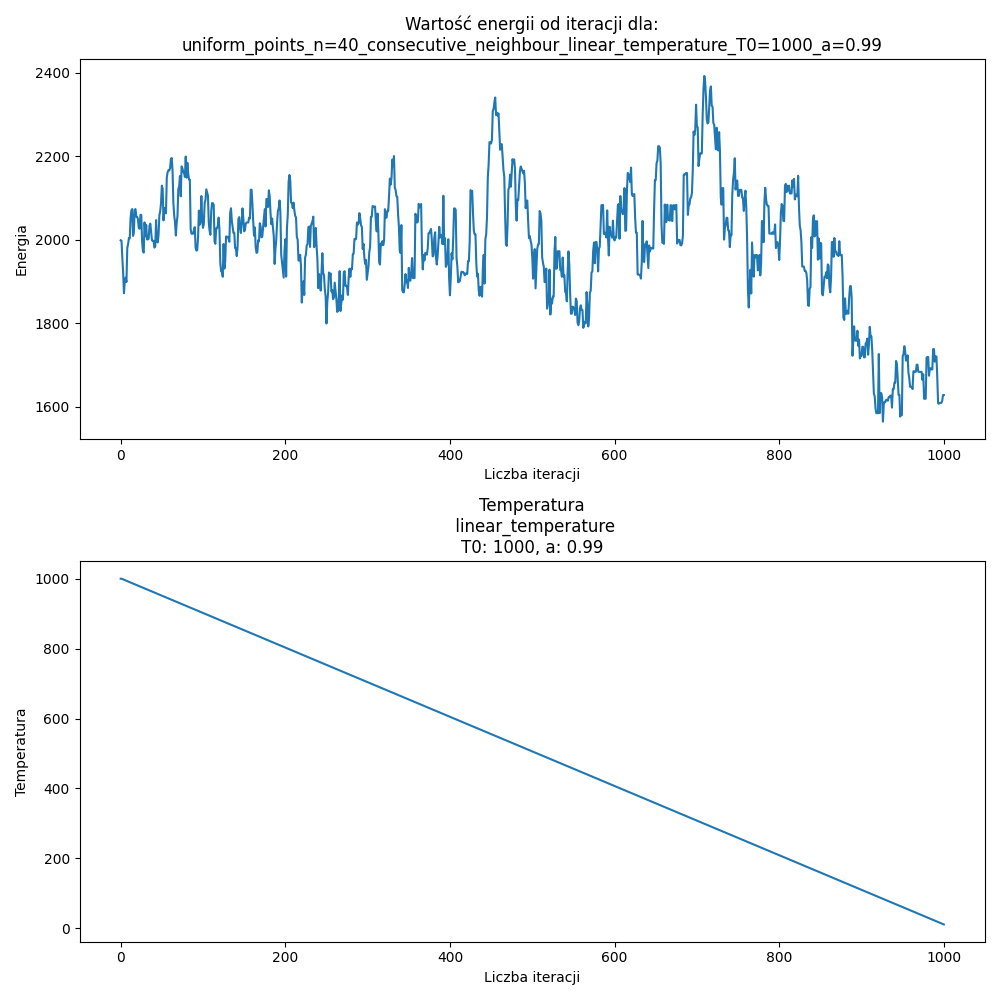 Wartość energii od iteracji dla:
uniform_points_n=40_consecutive_neighbour_linear_temperature_T0=1000_a=0.99
2400
2200
2000
1800
1600
Energia
0 200 400 600 800 1000
Liczba iteracji
Temperatura
linear_temperature
T0: 1000, a: 0.99
1000
800
600
400
200
0
Temperatura
0 200 400 600 800 1000
Liczba iteracji